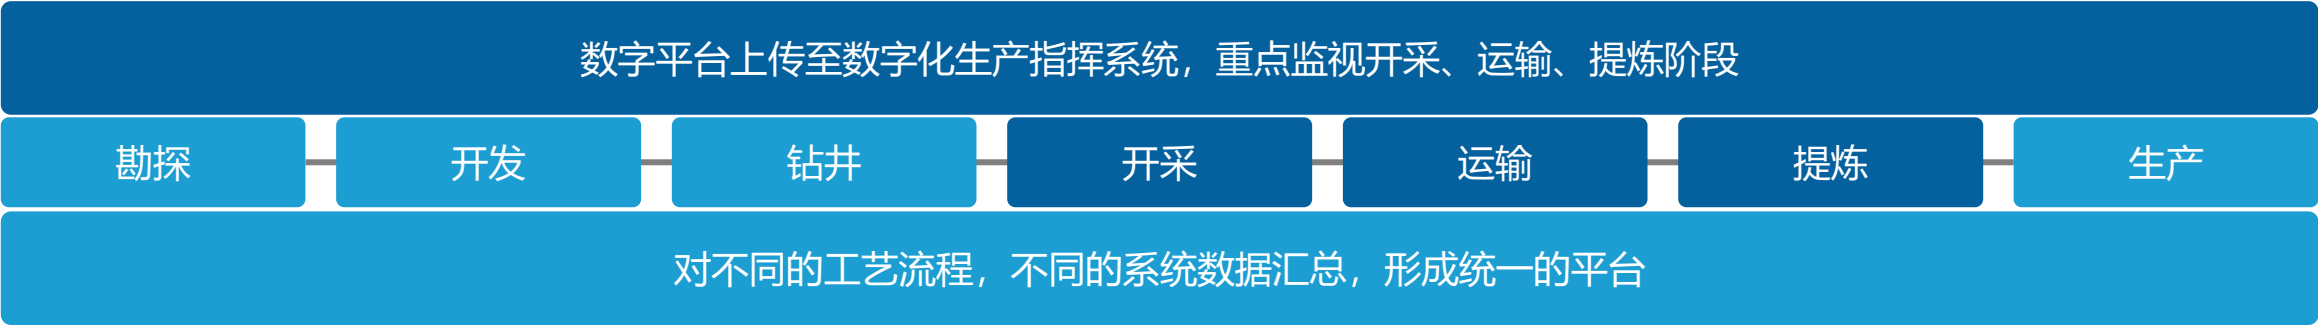 数字平台上传至数字化生产指挥系统，重点监视开采、运输、提炼阶段
勘探
开发
钻井
开采
运输
提炼
生产
对不同的工艺流程，不同的系统数据汇总，形成统一的平台